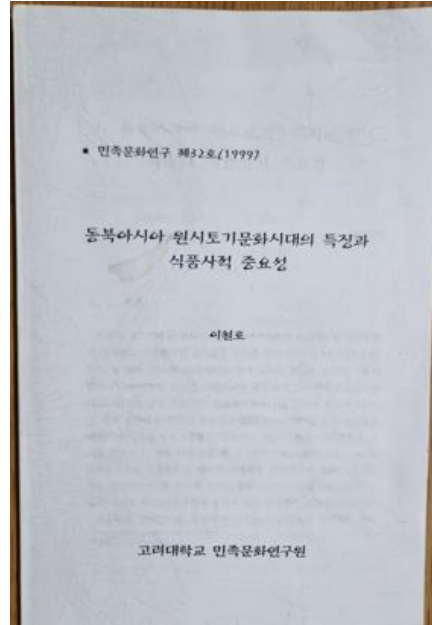 ▪ 민족문화연구 제32호(1999)
동북아시아 원시토기문화시대의 특징과
식품사적 중요성
이철호
고려대학교 민족문화연구원